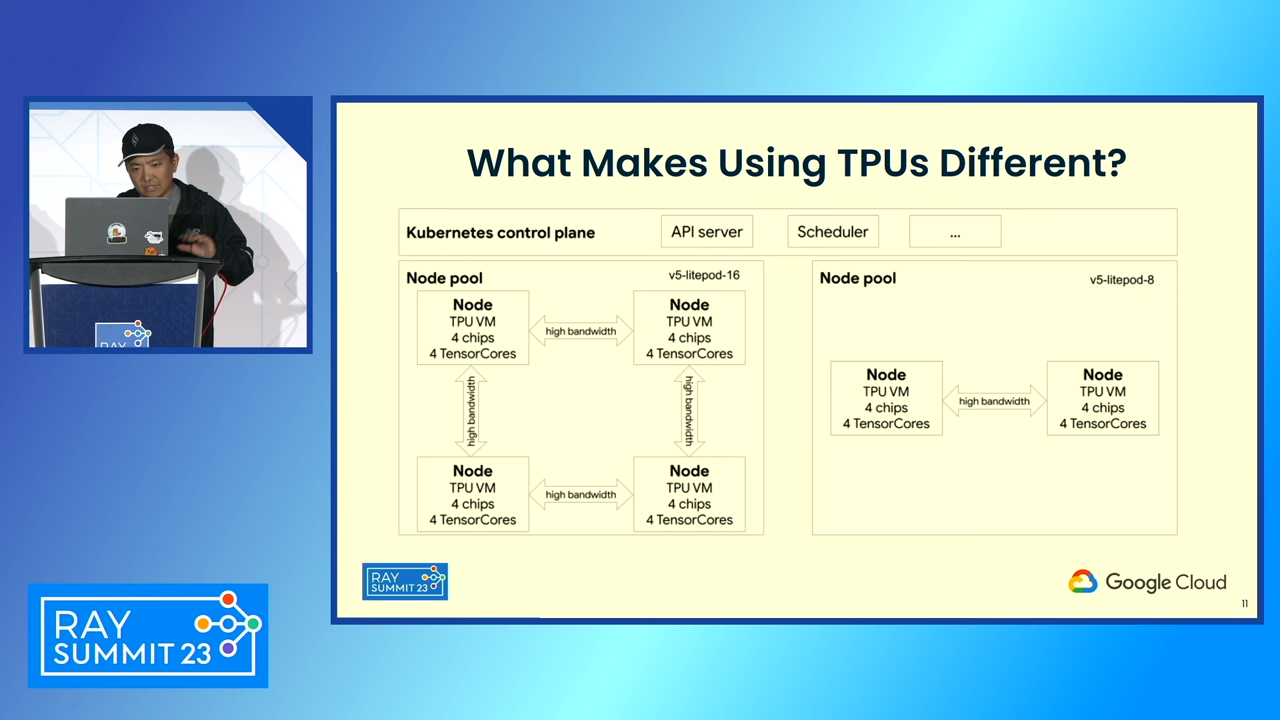 What Makes Using TPUs Different?
Kubernetes control plane
API server
Scheduler
...
Node pool
v5-litepod-16
Node
TPU VM
4 chips
4 TensorCores
high bandwidth
Node
TPU VM
4 chips
4 TensorCores
high bandwidth
high bandwidth
Node
TPU VM
4 chips
4 TensorCores
high bandwidth
Node
TPU VM
4 chips
4 TensorCores
Node pool
v5-litepod-8
Node
TPU VM
4 chips
4 TensorCores
high bandwidth
Node
TPU VM
4 chips
4 TensorCores
RAY
SUMMIT 23
Google Cloud
11
RAY
RAY
SUMMIT 23